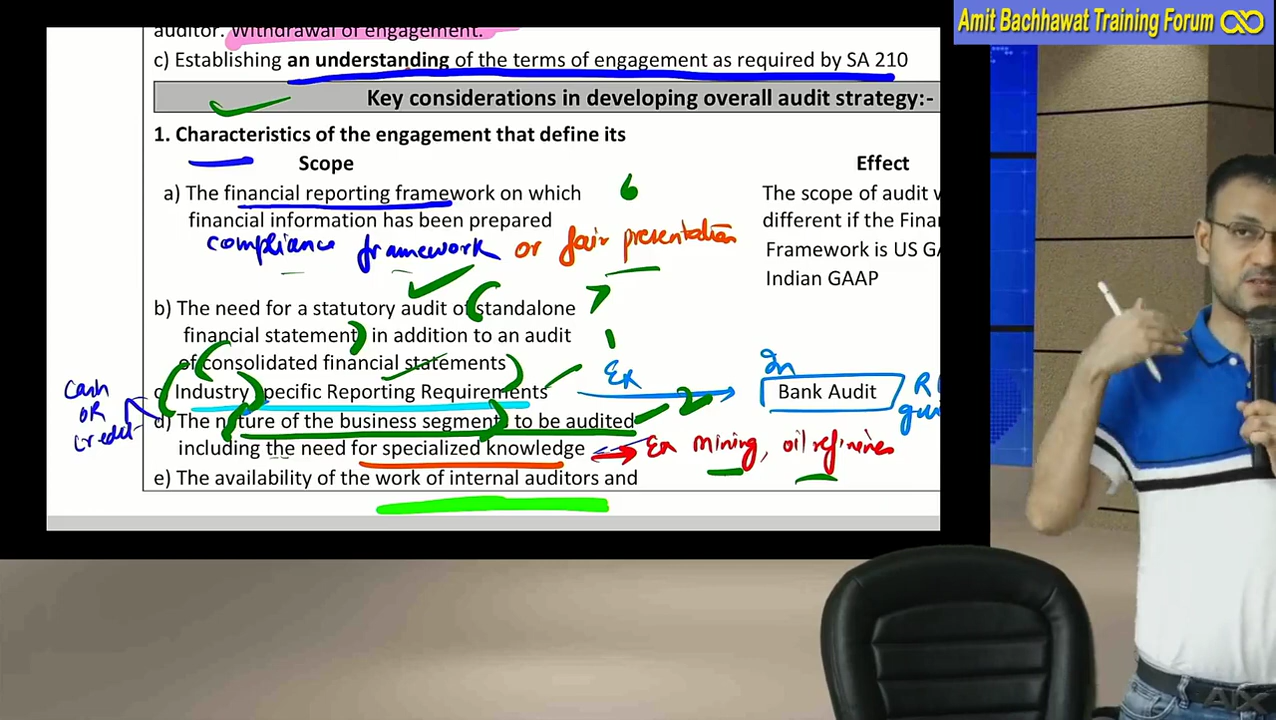 Amit Bachhawat Training Forum
auditor. Withdrawal of engagement.
c) Establishing an understanding of the terms of engagement as required by SA 210
Key considerations in developing overall audit strategy:-
1. Characteristics of the engagement that define its
Scope
Effect
a) The financial reporting framework on which
The scope of audit
financial information has been prepared
different if the Finan
compliance framework or fair presentation
Framework is US GA
Indian GAAP
b) The need for a statutory audit of standalone
financial statement in addition to an audit
of consolidated financial statements
1
Cash
OR
credit
c) Industry Specific Reporting Requirements
Ex
In
Bank Audit
R
d) The nature of the business segments to be audited
2
including the need for specialized knowledge
Ex mining, oil refineries
e) The availability of the work of internal auditors and